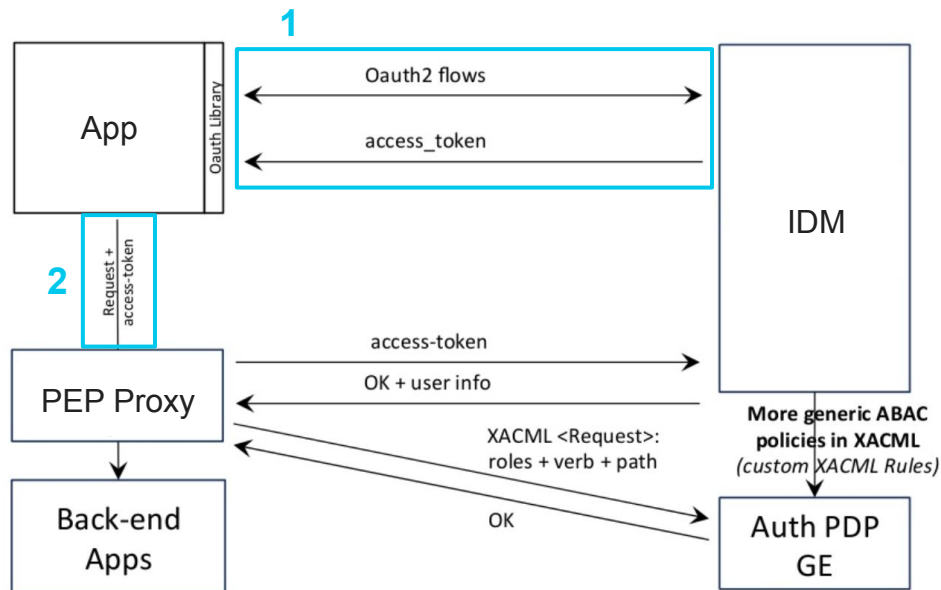 1
Oauth2 flows
access_token
App
Oauth Library
IDM
2
Request +
access-token
access-token
OK + user info
PEP Proxy
XACML <Request>:
roles + verb + path
OK
More generic ABAC
policies in XACML
(custom XACML Rules)
Back-end
Apps
Auth PDP
GE